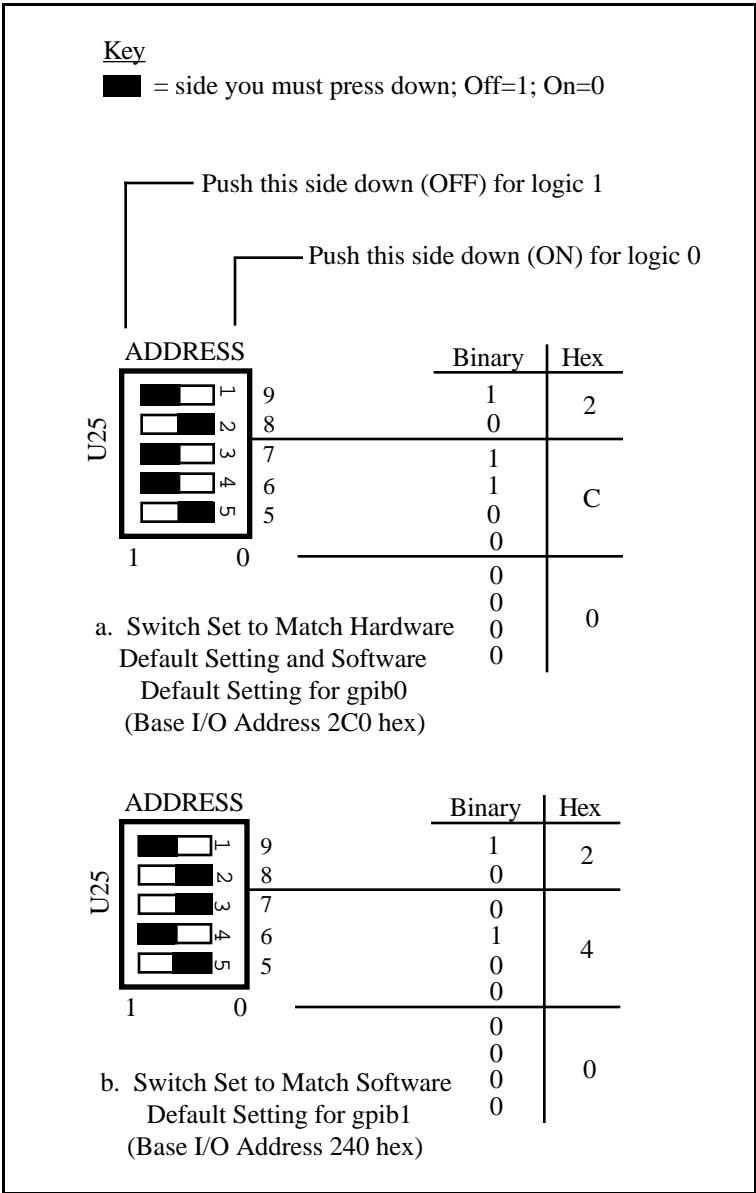 Key
= side you must press down; Off=1; On=0
Push this side down (OFF) for logic 1
Push this side down (ON) for logic 0
ADDRESS
Binary Hex
U25
1 9 1
2 8 0
2
3 7 1
4 6 1
5 5 0
0
C
1 0
0
0
0
0
0
a. Switch Set to Match Hardware
Default Setting and Software
Default Setting for gpib0
(Base I/O Address 2C0 hex)
ADDRESS
Binary Hex
U25
1 9 1
2 8 0
2
3 7 0
4 6 1
5 5 0
0
4
1 0
0
0
0
0
0
b. Switch Set to Match Software
Default Setting for gpib1
(Base I/O Address 240 hex)